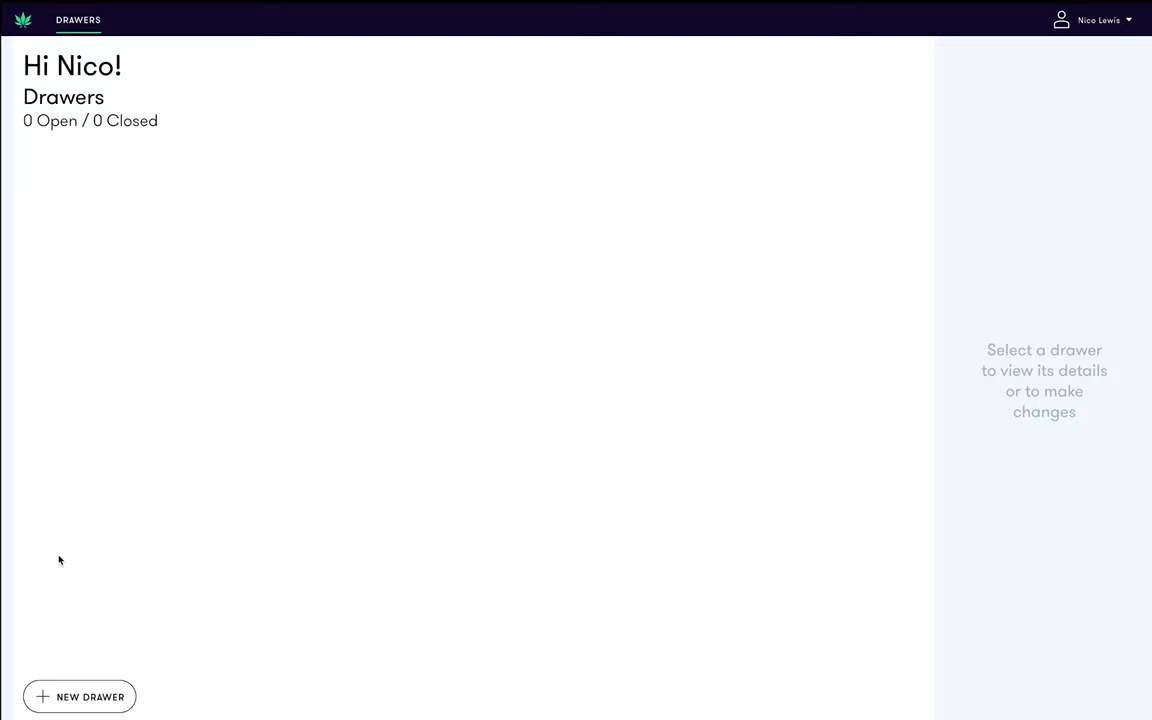 DRAWERS
Nico Lewis
Hi Nico!
Drawers
0 Open / 0 Closed
Select a drawer
to view its details
or to make
changes
NEW DRAWER